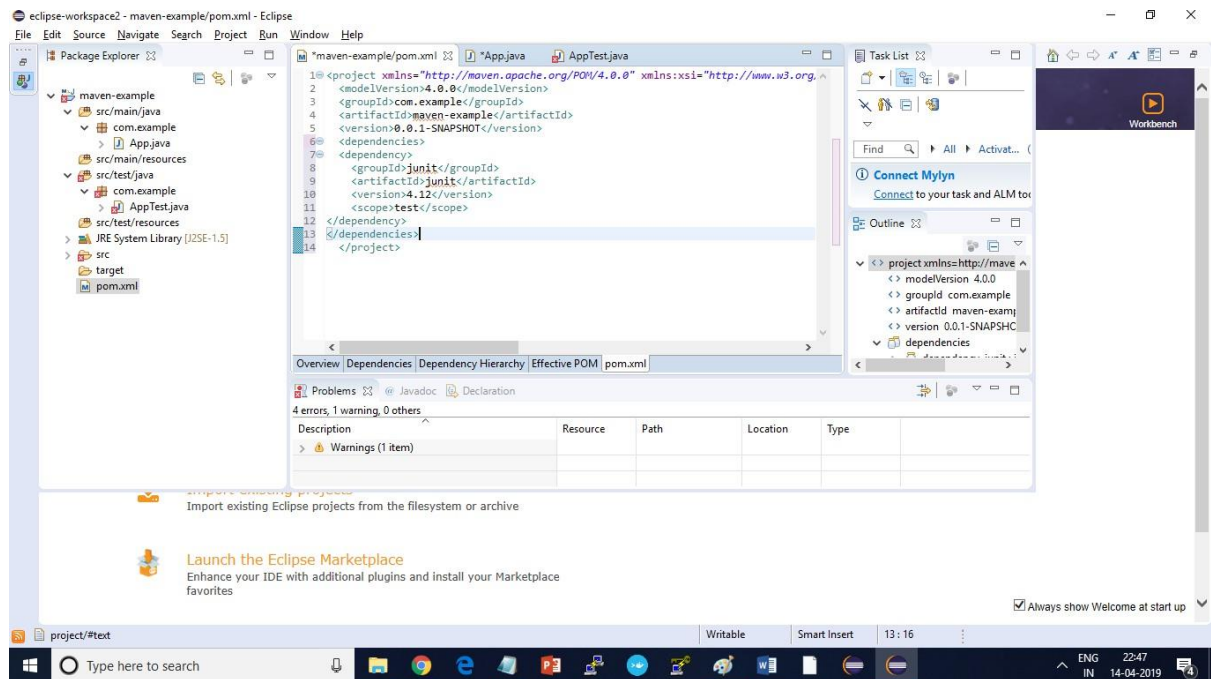 eclipse-workspace2 - maven-example/pom.xml - Eclipse
File Edit Source Navigate Search Project Run Window Help
Package Explorer
maven-example
src/main/java
com.example
App.java
src/main/resources
src/test/java
com.example
AppTest.java
src/test/resources
JRE System Library [J2SE-1.5]
src
target
pom.xml
*maven-example/pom.xml *App.java AppTest.java
1 <project xmlns="http://maven.apache.org/POM/4.0.0" xmlns:xsi="http://www.w3.org.
2 <modelVersion>4.0.0</modelVersion>
3 <groupId>com.example</groupId>
4 <artifactId>maven-example</artifactId>
5 <version>0.0.1-SNAPSHOT</version>
6 <dependencies>
7 <dependency>
8 <groupId>junit</groupId>
9 <artifactId>junit</artifactId>
10 <version>4.12</version>
11 <scope>test</scope>
12 </dependency>
13 </dependencies>
14 </project>
Overview Dependencies Dependency Hierarchy Effective POM pom.xml
Task List
Find All Activat...
Connect Mylyn
Connect to your task and ALM too
Outline
project xmlns=http://mave
modelVersion 4.0.0
groupId com.example
artifactId maven-examp
version 0.0.1-SNAPSHC
dependencies
Workbench
Problems Javadoc Declaration
4 errors, 1 warning, 0 others
Description Resource Path Location Type
Warnings (1 item)
Import existing projects
Import existing Eclipse projects from the filesystem or archive
Launch the Eclipse Marketplace
Enhance your IDE with additional plugins and install your Marketplace
favorites
Always show Welcome at start up
project/#text Writable Smart Insert 13 : 16
Type here to search
ENG 22:47
IN 14-04-2019 4